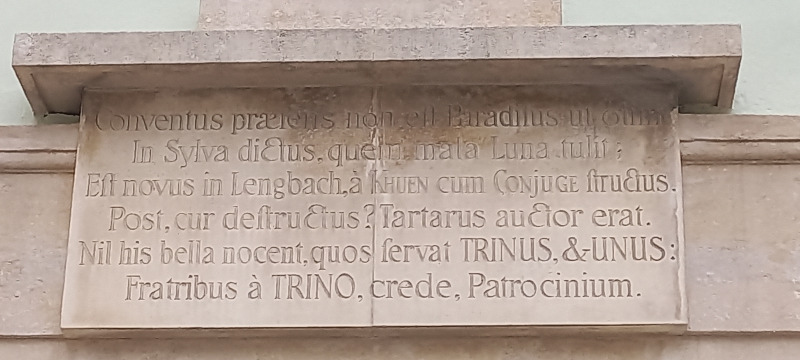 Conventus præſens non eſt Paradiſus ut olim
In Sylva dictus, quem mala Luna tulit;
Eſt novus in Lengbach, à KHUEN cum CONJUGE ſtructus.
Poſt, cur deſtructus? Tartarus auctor erat.
Nil his bella nocent, quos ſervat TRINUS, & UNUS:
Fratribus à TRINO, crede, Patrocinium.